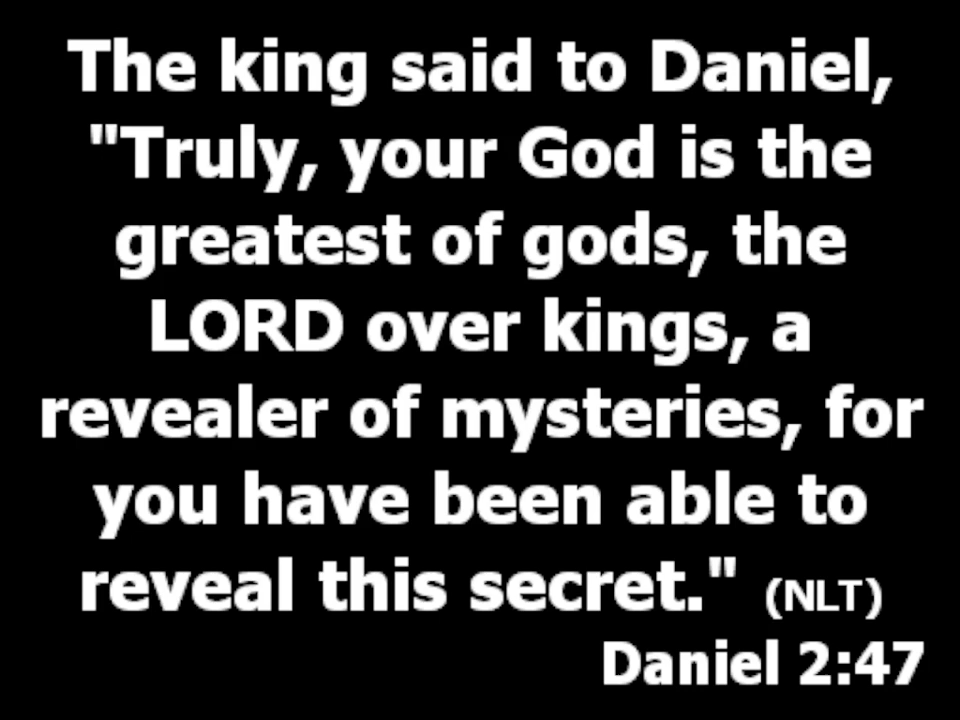 The king said to Daniel,
"Truly, your God is the
greatest of gods, the
LORD over kings, a
revealer of mysteries, for
you have been able to
reveal this secret." (NLT)
Daniel 2:47